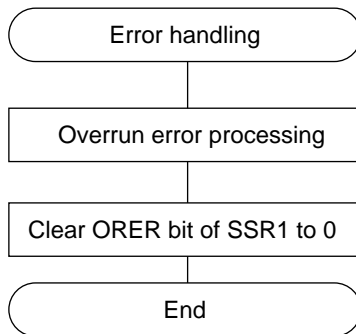 Error handling
Overrun error processing
Clear ORER bit of SSR1 to 0
End